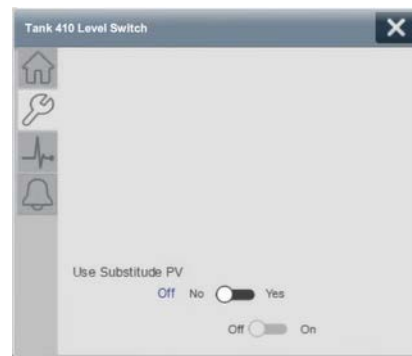 Tank 410 Level Switch
Use Substitude PV
Off No Yes
Off On